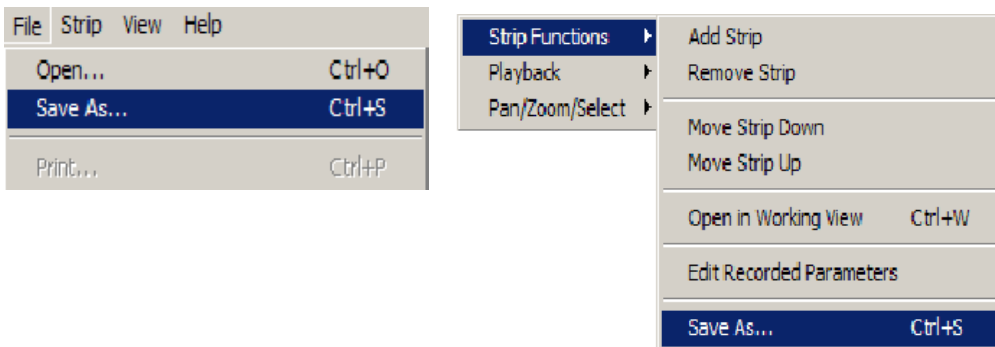 File Strip View Help
Open... Ctrl+O
Save As... Ctrl+S
Print... Ctrl+P
Strip Functions
Playback
Pan/Zoom/Select
Add Strip
Remove Strip
Move Strip Down
Move Strip Up
Open in Working View Ctrl+W
Edit Recorded Parameters
Save As... Ctrl+S